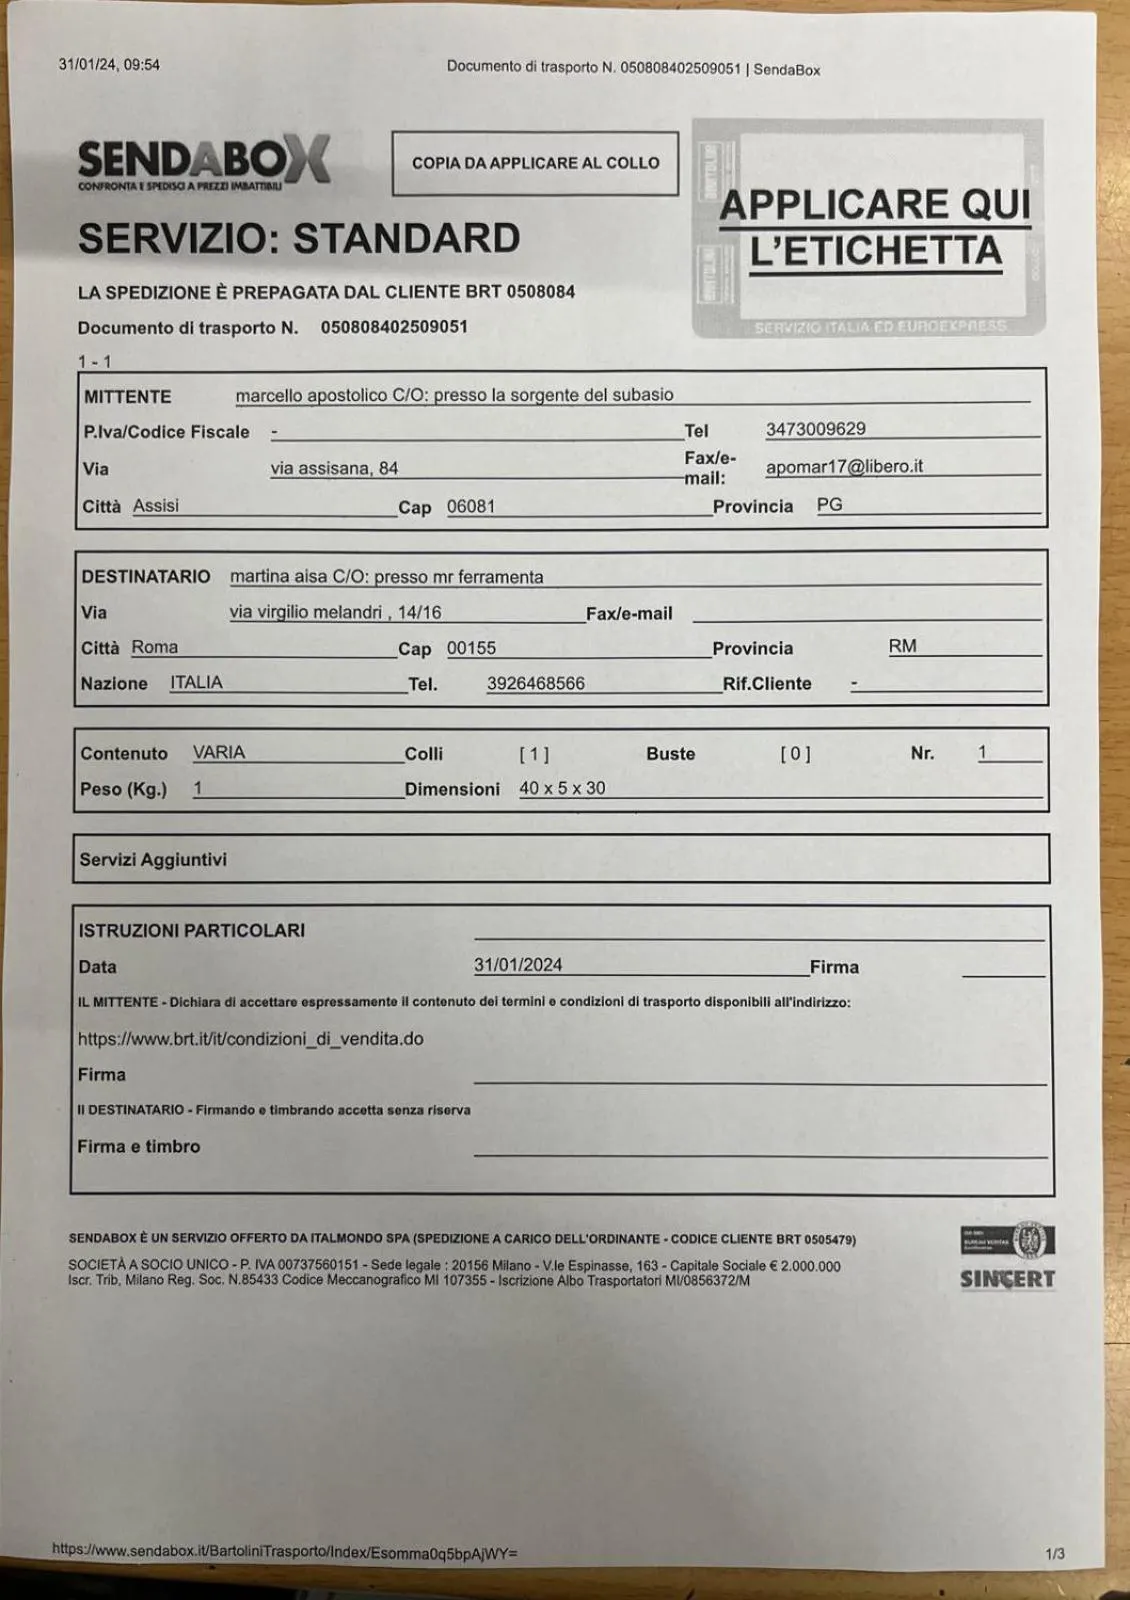 31/01/24, 09:54
Documento di trasporto N. 050808402509051 | SendaBox
SENDABOX
CONFRONTA E SPEDISCI A PREZZI IMBATTIBILI
COPIA DA APPLICARE AL COLLO
APPLICARE QUI
L'ETICHETTA
SERVIZIO ITALIA ED EUROEXPRESS
SERVIZIO: STANDARD
LA SPEDIZIONE È PREPAGATA DAL CLIENTE BRT 0508084
Documento di trasporto N. 050808402509051
1 - 1
MITTENTE marcello apostolico C/O: presso la sorgente del subasio
P.Iva/Codice Fiscale - Tel 3473009629
Via via assisana, 84 Fax/e-mail: apomar17@libero.it
Città Assisi Cap 06081 Provincia PG
DESTINATARIO martina aisa C/O: presso mr ferramenta
Via via virgilio melandri , 14/16 Fax/e-mail
Città Roma Cap 00155 Provincia RM
Nazione ITALIA Tel. 3926468566 Rif.Cliente -
Contenuto VARIA Colli [ 1 ] Buste [ 0 ] Nr. 1
Peso (Kg.) 1 Dimensioni 40 x 5 x 30
Servizi Aggiuntivi
ISTRUZIONI PARTICOLARI
Data 31/01/2024 Firma
IL MITTENTE - Dichiara di accettare espressamente il contenuto dei termini e condizioni di trasporto disponibili all'indirizzo:
https://www.brt.it/it/condizioni_di_vendita.do
Firma
Il DESTINATARIO - Firmando e timbrando accetta senza riserva
Firma e timbro
SENDABOX È UN SERVIZIO OFFERTO DA ITALMONDO SPA (SPEDIZIONE A CARICO DELL'ORDINANTE - CODICE CLIENTE BRT 0505479)
SOCIETÀ A SOCIO UNICO - P. IVA 00737560151 - Sede legale : 20156 Milano - V.le Espinasse, 163 - Capitale Sociale € 2.000.000
Iscr. Trib, Milano Reg. Soc. N.85433 Codice Meccanografico MI 107355 - Iscrizione Albo Trasportatori MI/0856372/M
SINCERT
https://www.sendabox.it/BartoliniTrasporto/Index/Esomma0q5bpAjWY=
1/3